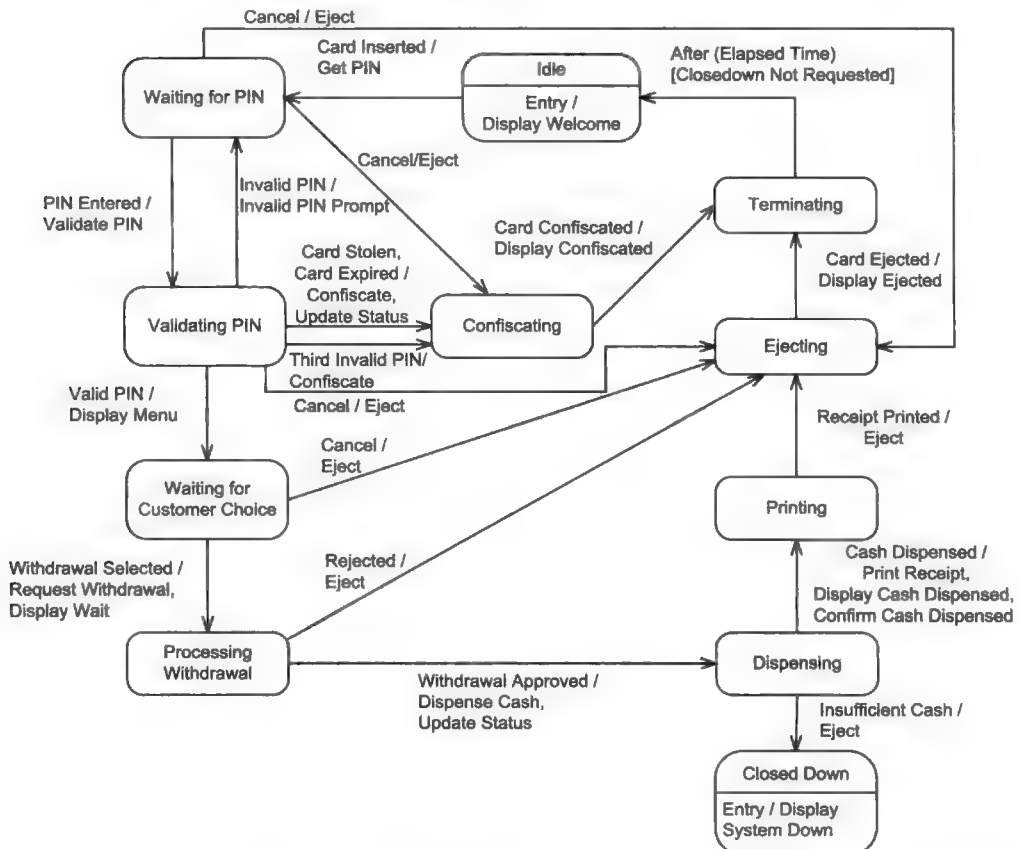 Cancel / Eject
Card Inserted /
Get PIN
After (Elapsed Time)
[Closedown Not Requested]
Idle
Entry /
Display Welcome
Waiting for PIN
Cancel/Eject
PIN Entered /
Validate PIN
Invalid PIN /
Invalid PIN Prompt
Terminating
Card Confiscated /
Display Confiscated
Card Ejected /
Display Ejected
Card Stolen,
Card Expired /
Confiscate,
Update Status
Validating PIN
Confiscating
Ejecting
Third Invalid PIN/
Confiscate
Cancel / Eject
Valid PIN /
Display Menu
Receipt Printed /
Eject
Cancel /
Eject
Waiting for
Customer Choice
Printing
Withdrawal Selected /
Request Withdrawal,
Display Wait
Rejected /
Eject
Cash Dispensed /
Print Receipt,
Display Cash Dispensed,
Confirm Cash Dispensed
Processing
Withdrawal
Dispensing
Withdrawal Approved /
Dispense Cash,
Update Status
Insufficient Cash /
Eject
Closed Down
Entry / Display
System Down